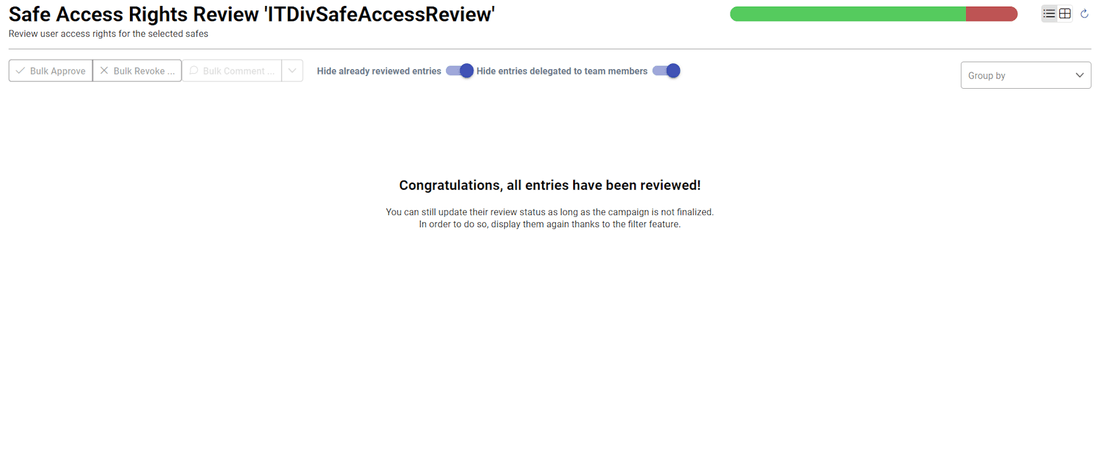 Safe Access Rights Review 'ITDivSafeAccessReview'
Review user access rights for the selected safes
Bulk Approve
Bulk Revoke ...
Bulk Comment ...
Hide already reviewed entries
Hide entries delegated to team members
Group by
Congratulations, all entries have been reviewed!
You can still update their review status as long as the campaign is not finalized.
In order to do so, display them again thanks to the filter feature.